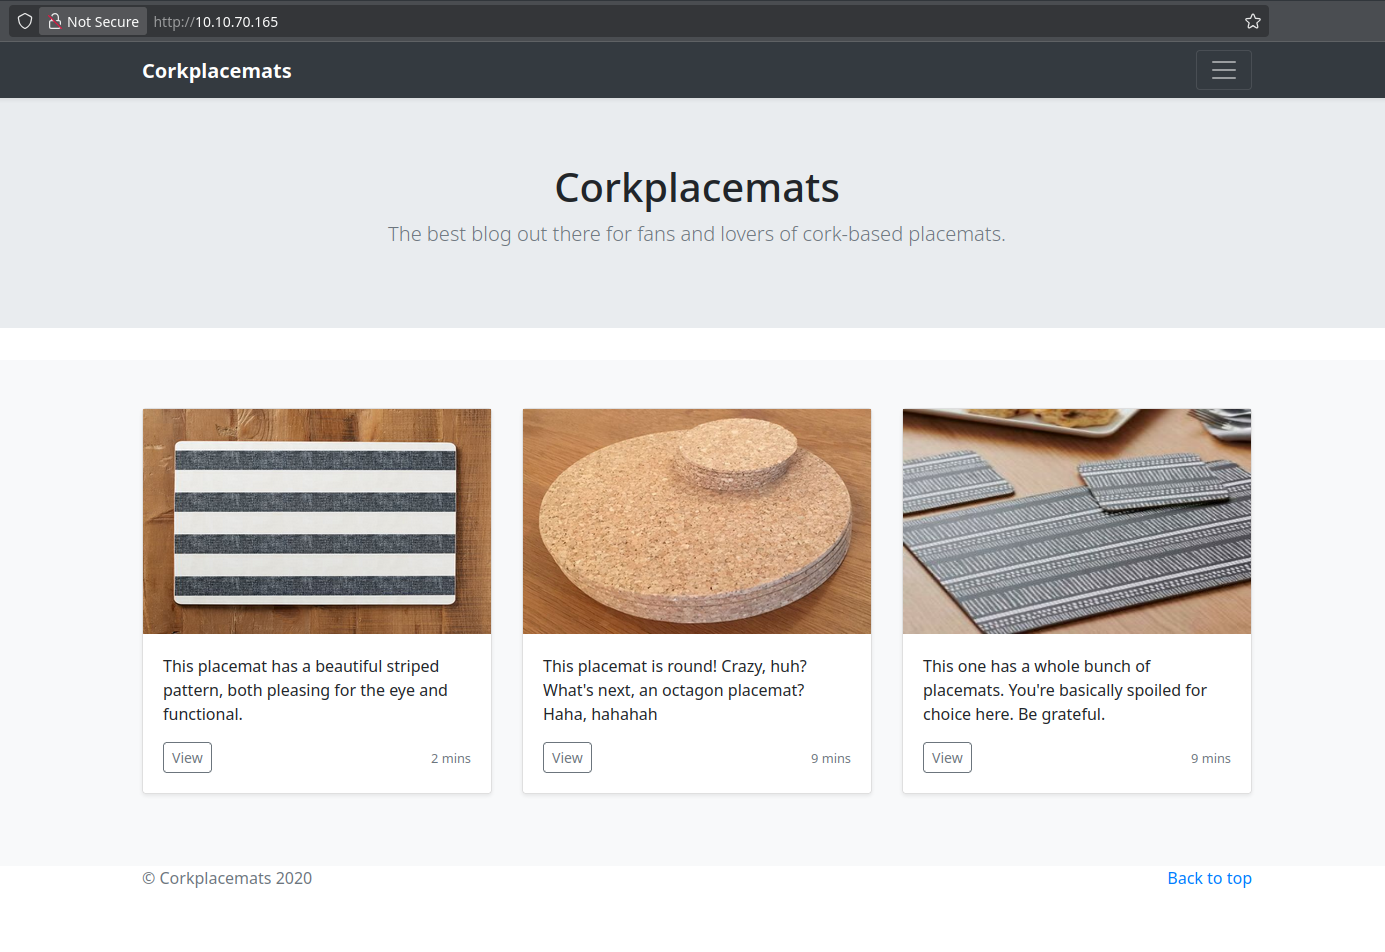 Not Secure http://10.10.70.165
Corkplacemats
Corkplacemats
The best blog out there for fans and lovers of cork-based placemats.
This placemat has a beautiful striped
pattern, both pleasing for the eye and
functional.
View 2 mins
This placemat is round! Crazy, huh?
What's next, an octagon placemat?
Haha, hahahah
View 9 mins
This one has a whole bunch of
placemats. You're basically spoiled for
choice here. Be grateful.
View 9 mins
© Corkplacemats 2020 Back to top